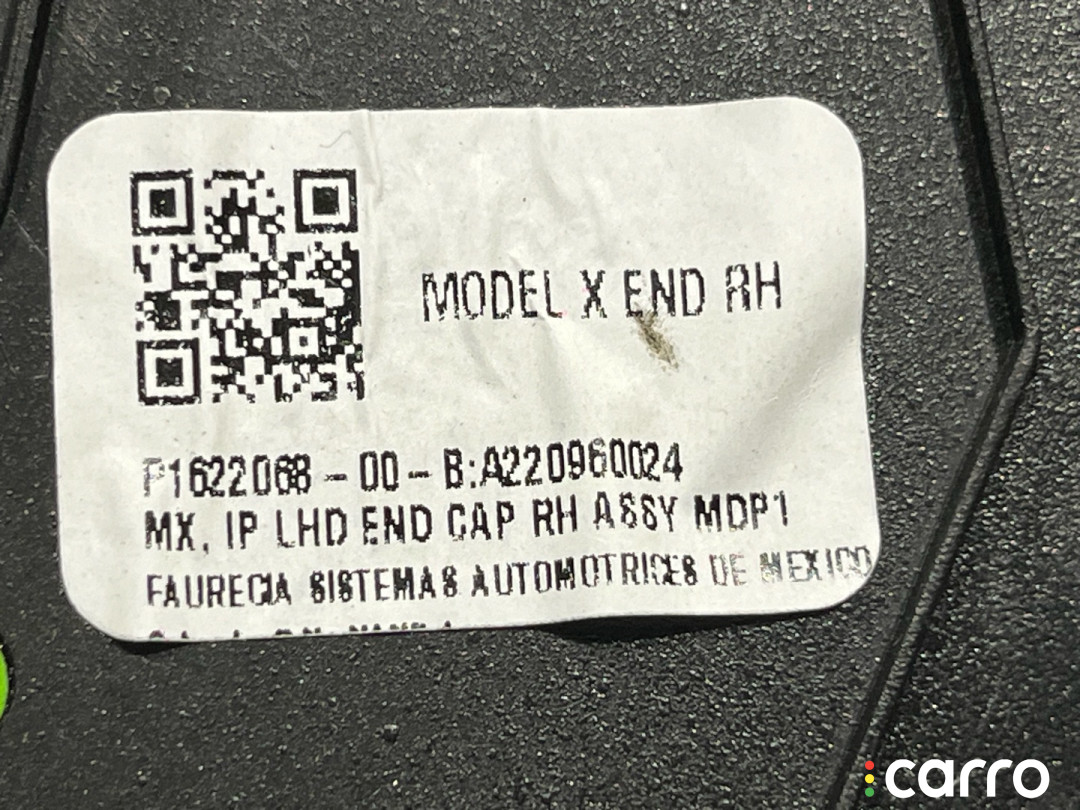 MODEL X END RH
P1622068-00-B:A220960024
MX, IP LHD END CAP RH ASSY MDP1
FAURECIA SISTEMAS AUTOMOTRICES DE MEXICO
carro